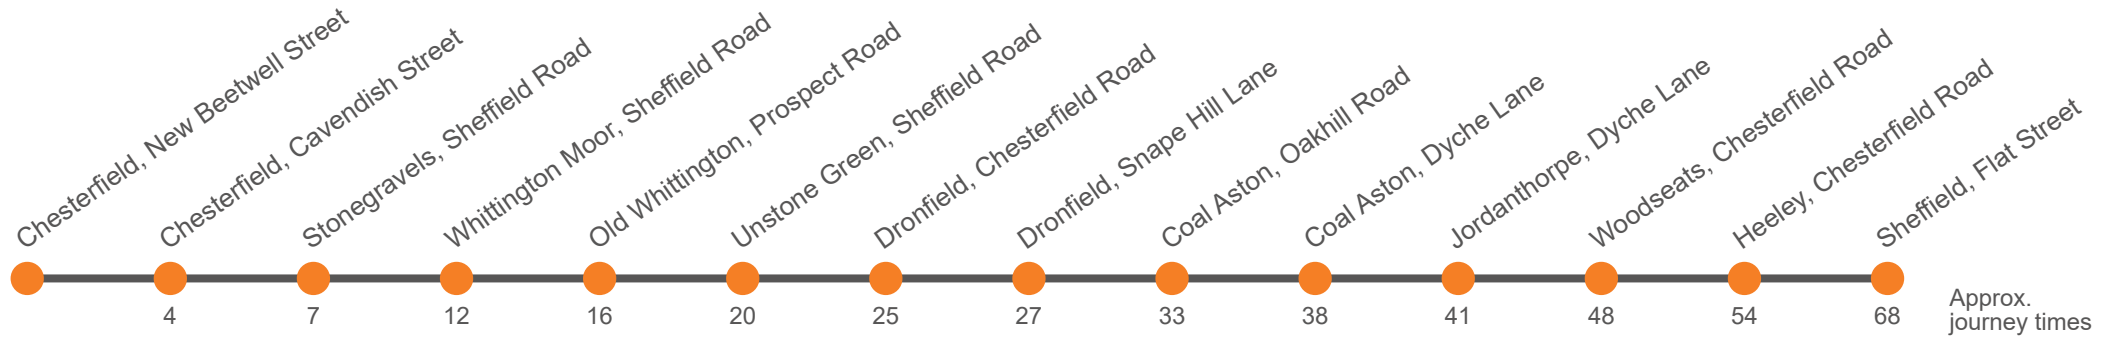 Chesterfield, New Beetwell Street
Chesterfield, Cavendish Street
Stonegravels, Sheffield Road
Whittington Moor, Sheffield Road
Old Whittington, Prospect Road
Unstone Green, Sheffield Road
Dronfield, Chesterfield Road
Dronfield, Snape Hill Lane
Coal Aston, Oakhill Road
Coal Aston, Dyche Lane
Jordanthorpe, Dyche Lane
Woodseats, Chesterfield Road
Heeley, Chesterfield Road
Sheffield, Flat Street
4 7 12 16 20 25 27 33 38 41 48 54 68
Approx.
journey times